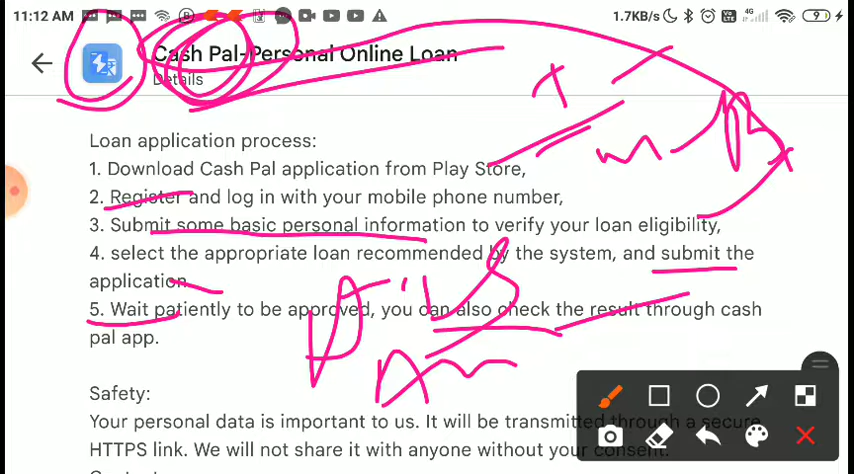 11:12 AM
1.7KB/s
4G
9
Cash Pal-Personal Online Loan
Details
Loan application process:
1. Download Cash Pal application from Play Store,
2. Register and log in with your mobile phone number,
3. Submit some basic personal information to verify your loan eligibility,
4. select the appropriate loan recommended by the system, and submit the
application.
5. Wait patiently to be approved, you can also check the result through cash
pal app.
Safety:
Your personal data is important to us. It will be transmitted through a secure
HTTPS link. We will not share it with anyone without your consent.